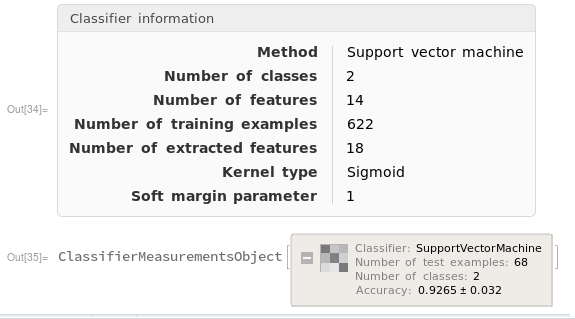 Classifier information
Method Support vector machine
Number of classes 2
Number of features 14
Out[34]=
Number of training examples 622
Number of extracted features 18
Kernel type Sigmoid
Soft margin parameter 1
Out[35]= ClassifierMeasurementsObject [
Classifier: SupportVectorMachine
Number of test examples: 68
Number of classes: 2
Accuracy: 0.9265 ± 0.032
]